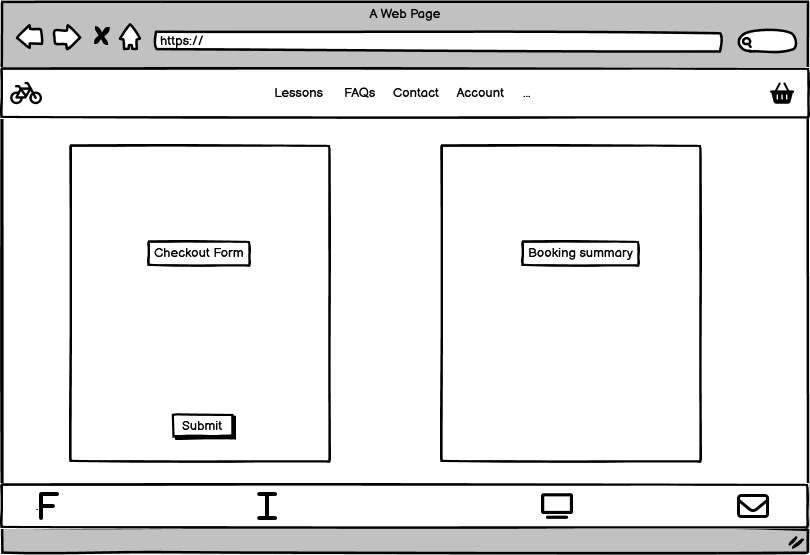 A Web Page
https://
Lessons FAQs Contact Account ...
Checkout Form
Booking summary
Submit
F I